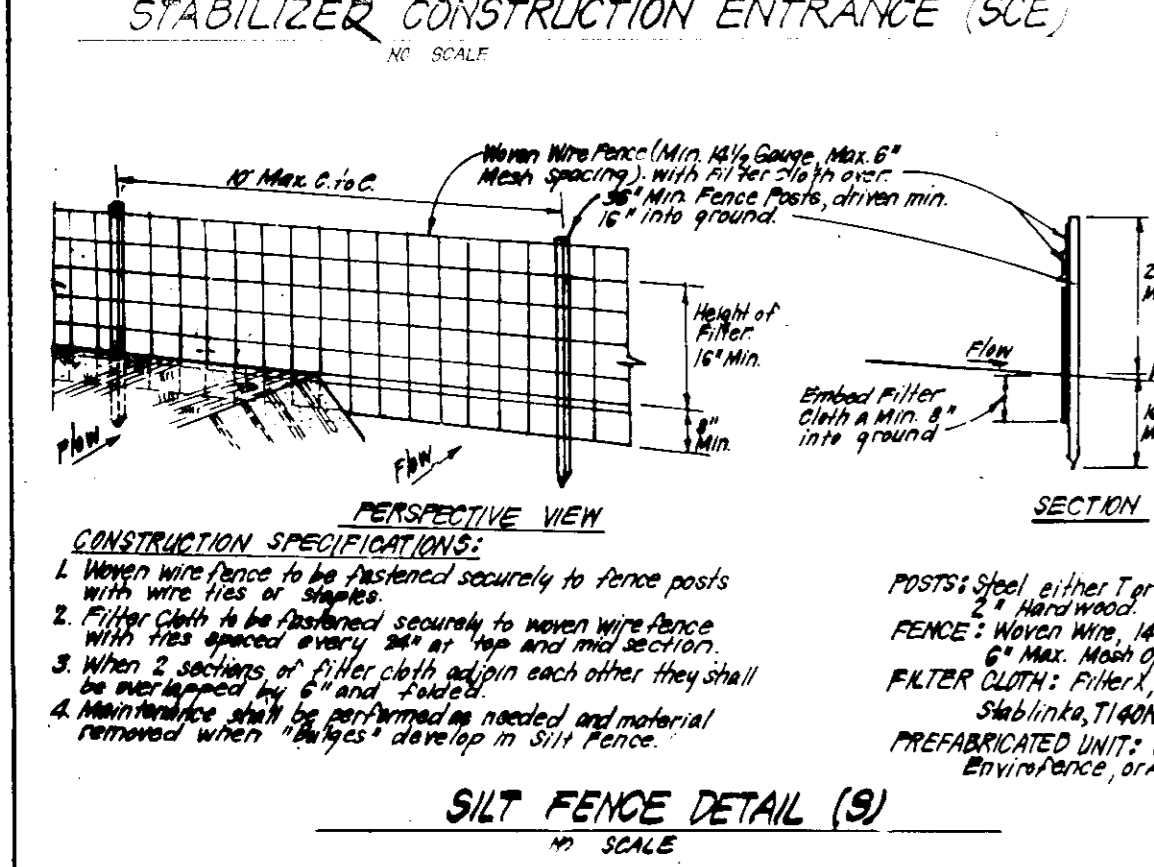 STABILIZED CONSTRUCTION ENTRANCE (SCE)
NO SCALE
Woven Wire Fence (Min. 14½ Gauge, Max. 6"
Mesh Spacing). with Filter cloth over.
36" Min. Fence Posts, driven min.
16" into ground.
10' Max C. to C.
Height of
Filter.
16" Min.
8"
Min.
Flow
Flow
Flow
Embed Filter
Cloth a Min. 8"
into ground
PERSPECTIVE VIEW
SECTION
CONSTRUCTION SPECIFICATIONS:
1. Woven wire fence to be fastened securely to fence posts
with wire ties or staples.
2. Filter Cloth to be fastened securely to woven wire fence
with ties spaced every 24" at top and mid section.
3. When 2 sections of filter cloth adjoin each other they shall
be overlapped by 6" and folded.
4. Maintenance shall be performed as needed and material
removed when "Bulges" develop in Silt Fence.
POSTS: Steel either T or
2" Hardwood.
FENCE: Woven Wire, 14
6" Max. Mesh
FILTER CLOTH: Filter X,
Stablinka, T140N
PREFABRICATED UNIT:
Envirofence, or
SILT FENCE DETAIL (S)
NO SCALE